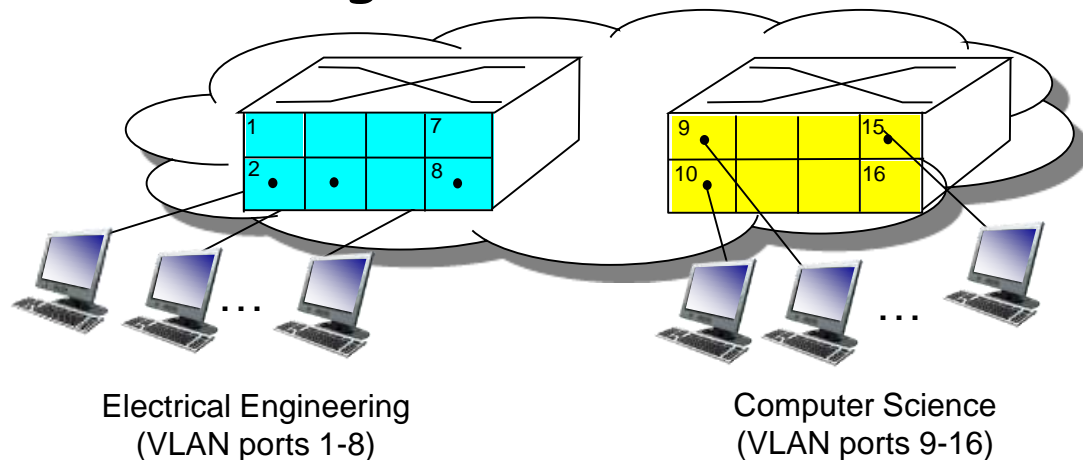 1 7
2 8
9 15
10 16
...
...
Electrical Engineering
(VLAN ports 1-8)
Computer Science
(VLAN ports 9-16)